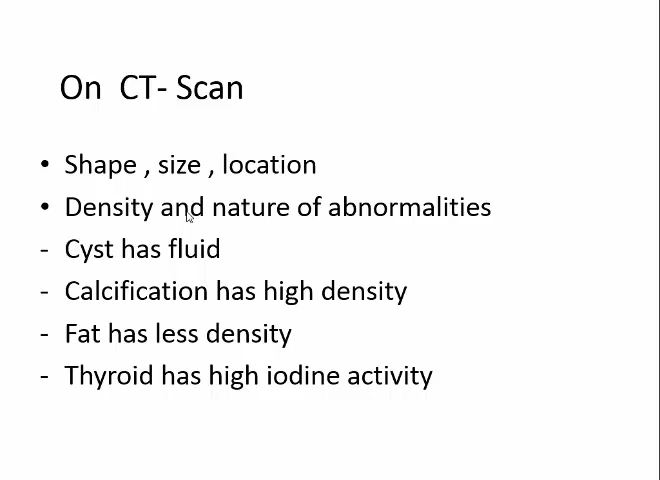 On CT- Scan
• Shape , size , location
• Density and nature of abnormalities
- Cyst has fluid
- Calcification has high density
- Fat has less density
- Thyroid has high iodine activity